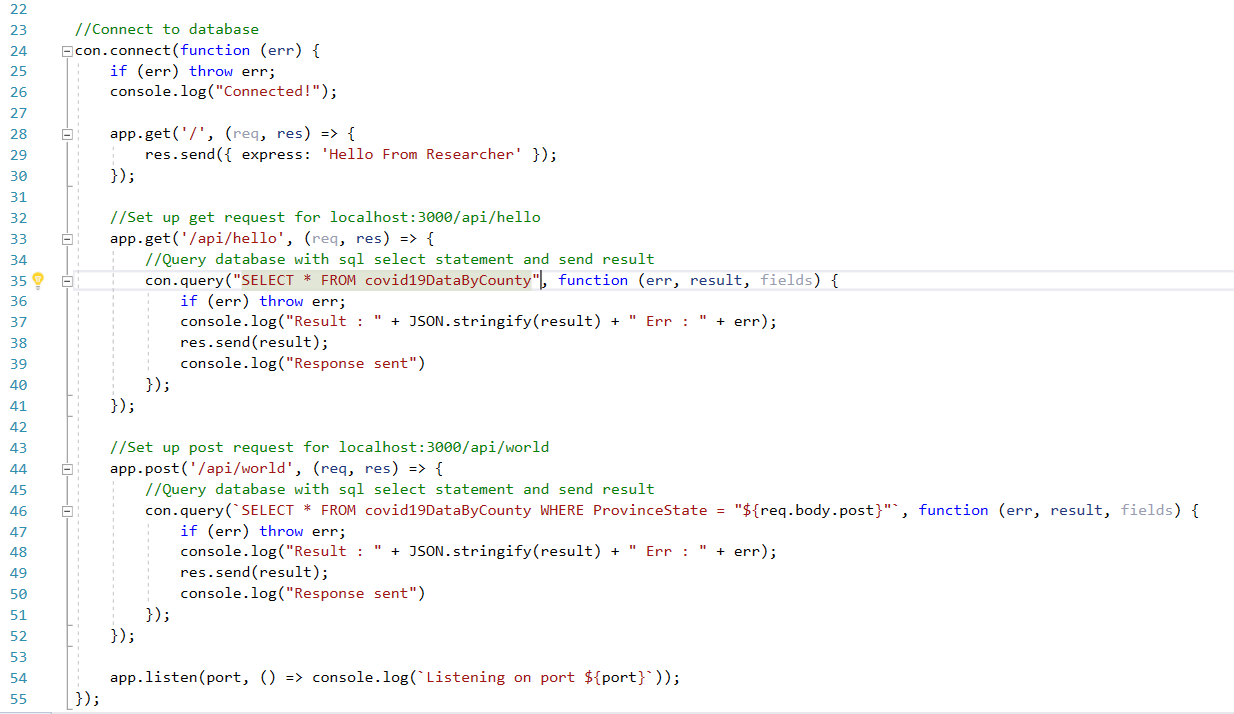 22
23 //Connect to database
24 con.connect(function (err) {
25     if (err) throw err;
26     console.log("Connected!");
27
28     app.get('/', (req, res) => {
29         res.send({ express: 'Hello From Researcher' });
30     });
31
32     //Set up get request for localhost:3000/api/hello
33     app.get('/api/hello', (req, res) => {
34         //Query database with sql select statement and send result
35         con.query("SELECT * FROM covid19DataByCounty", function (err, result, fields) {
36             if (err) throw err;
37             console.log("Result : " + JSON.stringify(result) + " Err : " + err);
38             res.send(result);
39             console.log("Response sent")
40         });
41     });
42
43     //Set up post request for localhost:3000/api/world
44     app.post('/api/world', (req, res) => {
45         //Query database with sql select statement and send result
46         con.query(`SELECT * FROM covid19DataByCounty WHERE ProvinceState = "${req.body.post}"`, function (err, result, fields) {
47             if (err) throw err;
48             console.log("Result : " + JSON.stringify(result) + " Err : " + err);
49             res.send(result);
50             console.log("Response sent")
51         });
52     });
53
54     app.listen(port, () => console.log(`Listening on port ${port}`));
55 });